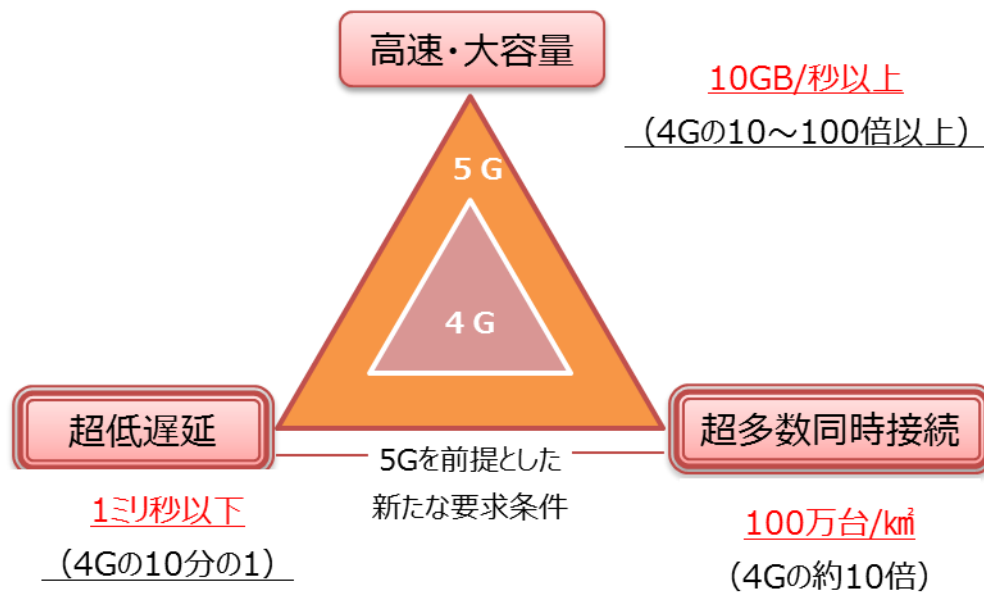 高速・大容量
10GB/秒以上
（4Gの10～100倍以上）
5 G
4 G
超低遅延
超多数同時接続
5Gを前提とした
新たな要求条件
1ミリ秒以下
（4Gの10分の1）
100万台/㎢
（4Gの約10倍）